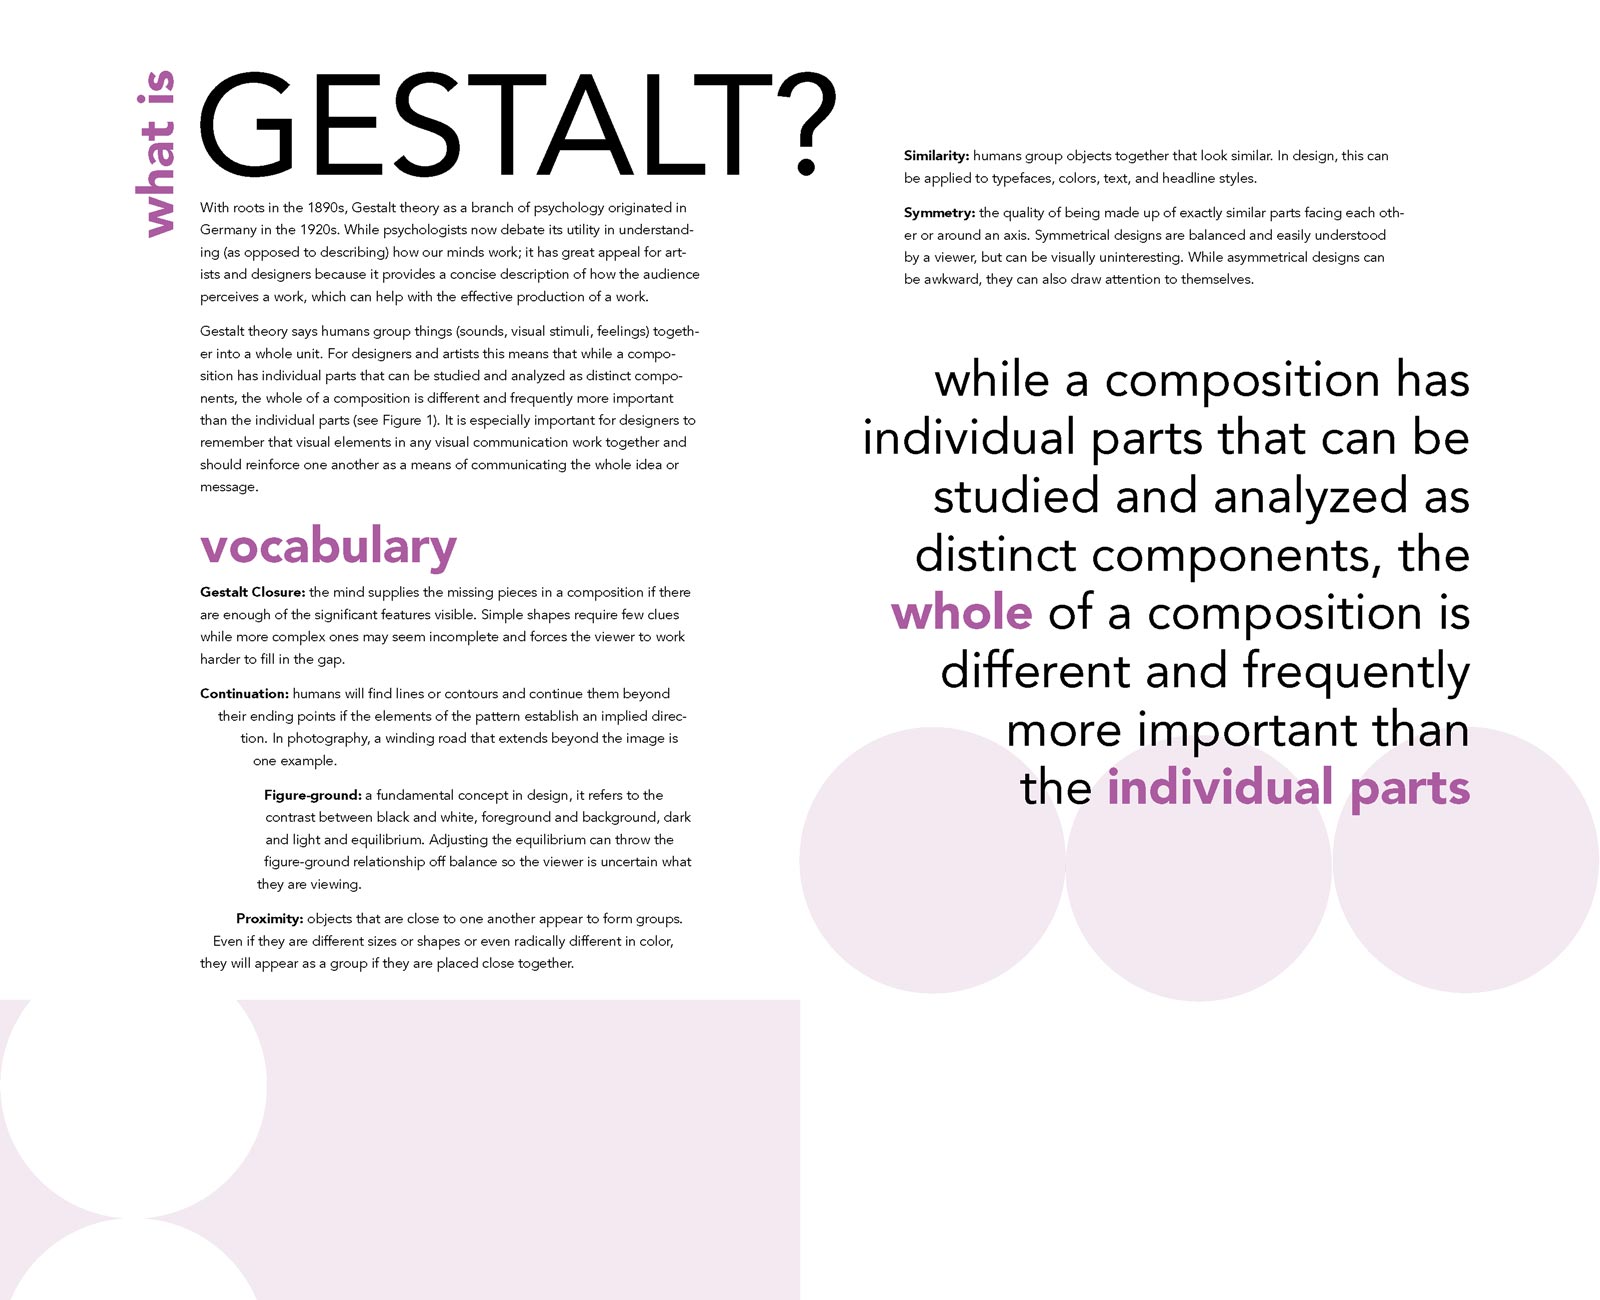 what is
GESTALT?
With roots in the 1890s, Gestalt theory as a branch of psychology originated in
Germany in the 1920s. While psychologists now debate its utility in understand-
ing (as opposed to describing) how our minds work; it has great appeal for art-
ists and designers because it provides a concise description of how the audience
perceives a work, which can help with the effective production of a work.
Gestalt theory says humans group things (sounds, visual stimuli, feelings) togeth-
er into a whole unit. For designers and artists this means that while a compo-
sition has individual parts that can be studied and analyzed as distinct compo-
nents, the whole of a composition is different and frequently more important
than the individual parts (see Figure 1). It is especially important for designers to
remember that visual elements in any visual communication work together and
should reinforce one another as a means of communicating the whole idea or
message.
vocabulary
Gestalt Closure: the mind supplies the missing pieces in a composition if there
are enough of the significant features visible. Simple shapes require few clues
while more complex ones may seem incomplete and forces the viewer to work
harder to fill in the gap.
Continuation: humans will find lines or contours and continue them beyond
their ending points if the elements of the pattern establish an implied direc-
tion. In photography, a winding road that extends beyond the image is
one example.
Figure-ground: a fundamental concept in design, it refers to the
contrast between black and white, foreground and background, dark
and light and equilibrium. Adjusting the equilibrium can throw the
figure-ground relationship off balance so the viewer is uncertain what
they are viewing.
Proximity: objects that are close to one another appear to form groups.
Even if they are different sizes or shapes or even radically different in color,
they will appear as a group if they are placed close together.
Similarity: humans group objects together that look similar. In design, this can
be applied to typefaces, colors, text, and headline styles.
Symmetry: the quality of being made up of exactly similar parts facing each oth-
er or around an axis. Symmetrical designs are balanced and easily understood
by a viewer, but can be visually uninteresting. While asymmetrical designs can
be awkward, they can also draw attention to themselves.
while a composition has
individual parts that can be
studied and analyzed as
distinct components, the
whole of a composition is
different and frequently
more important than
the individual parts